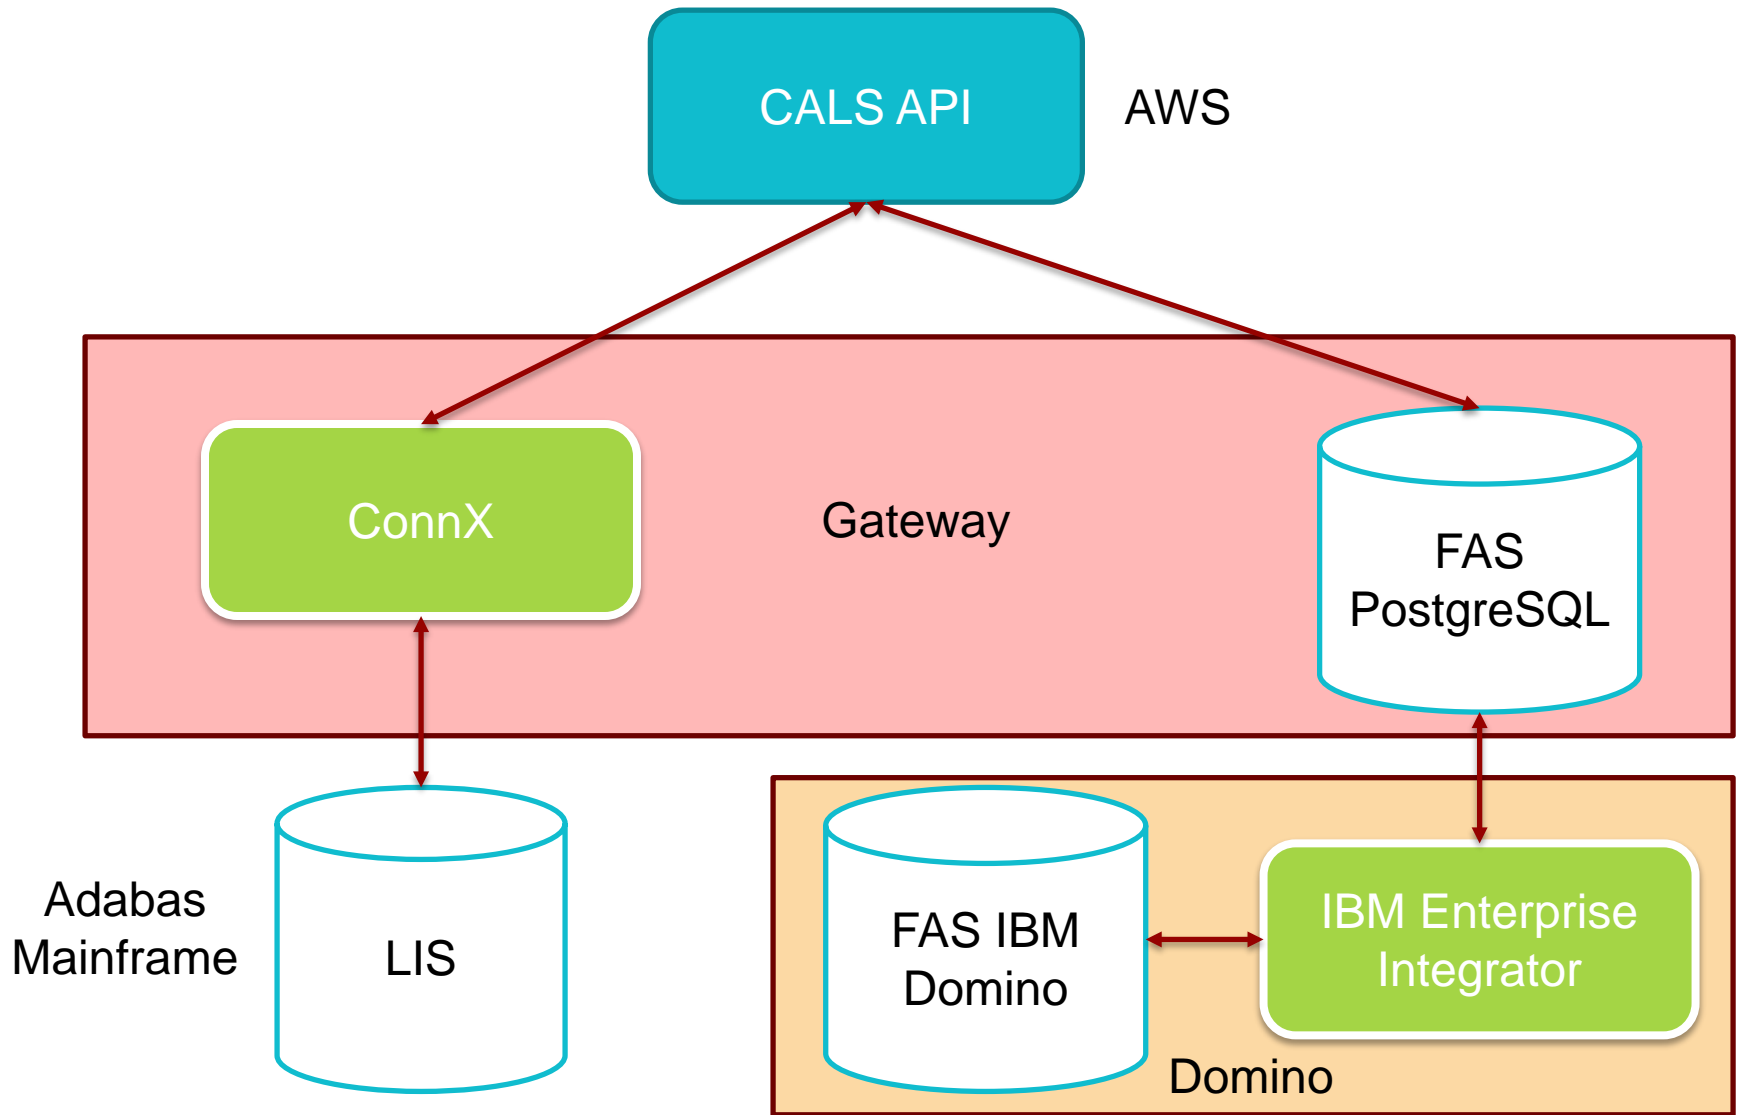 CALS API
AWS
ConnX
Gateway
FAS
PostgreSQL
Adabas
Mainframe
LIS
FAS IBM
Domino
IBM Enterprise
Integrator
Domino